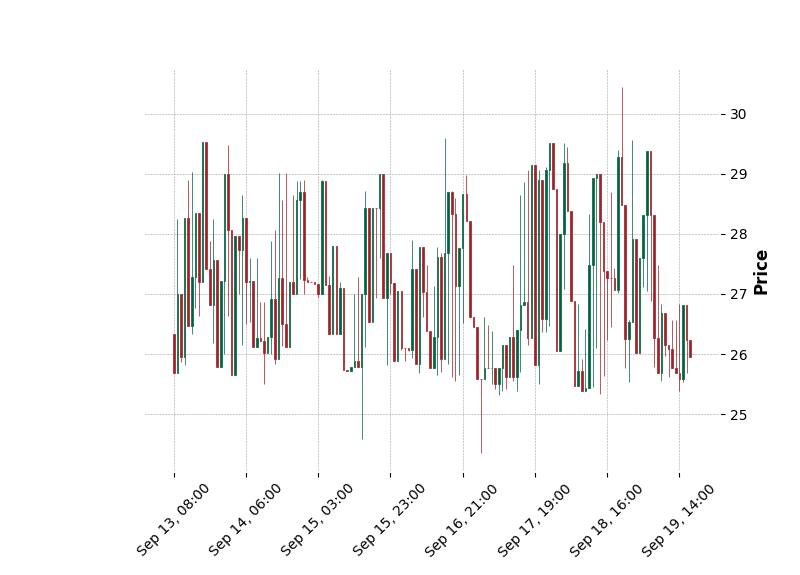 30
29
28
27
26
25
Price
Sep 13, 08:00
Sep 14, 06:00
Sep 15, 03:00
Sep 15, 23:00
Sep 16, 21:00
Sep 17, 19:00
Sep 18, 16:00
Sep 19, 14:00